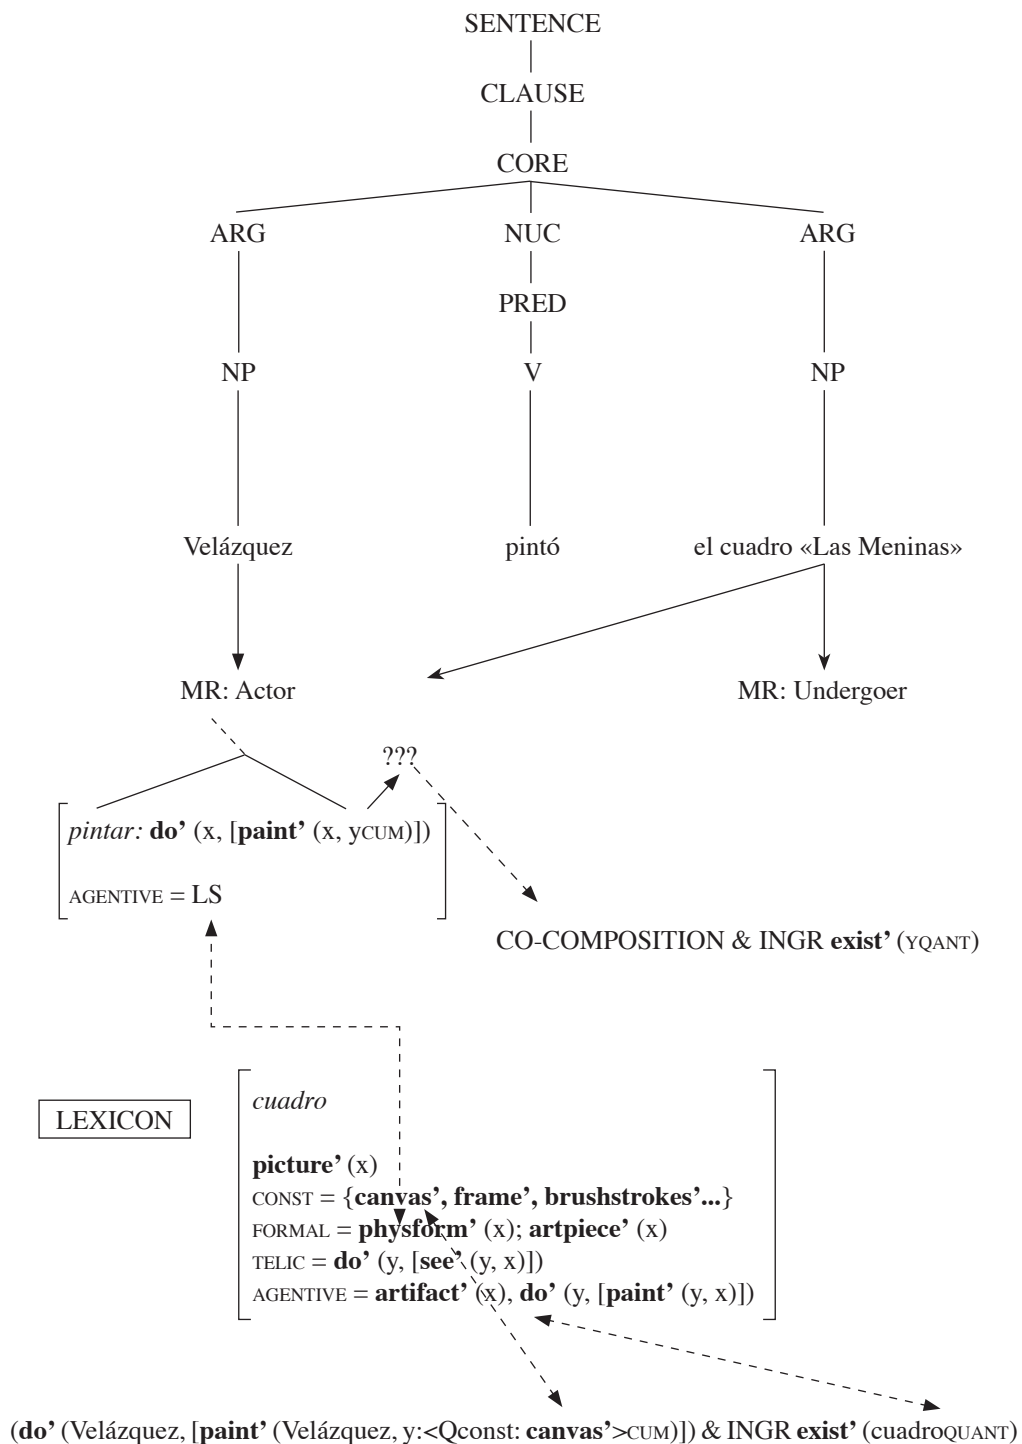 SENTENCE
CLAUSE
CORE
ARG NUC ARG
PRED
NP V NP
Velázquez pintó el cuadro «Las Meninas»
MR: Actor MR: Undergoer
???
pintar: do’ (x, [paint’ (x, yCUM)])
AGENTIVE = LS
CO-COMPOSITION & INGR exist’ (YQANT)
LEXICON
cuadro
picture’ (x)
CONST = {canvas’, frame’, brushstrokes’...}
FORMAL = physform’ (x); artpiece’ (x)
TELIC = do’ (y, [see’ (y, x)])
AGENTIVE = artifact’ (x), do’ (y, [paint’ (y, x)])
(do’ (Velázquez, [paint’ (Velázquez, y:<Qconst: canvas’>CUM)]) & INGR exist’ (cuadroQUANT)